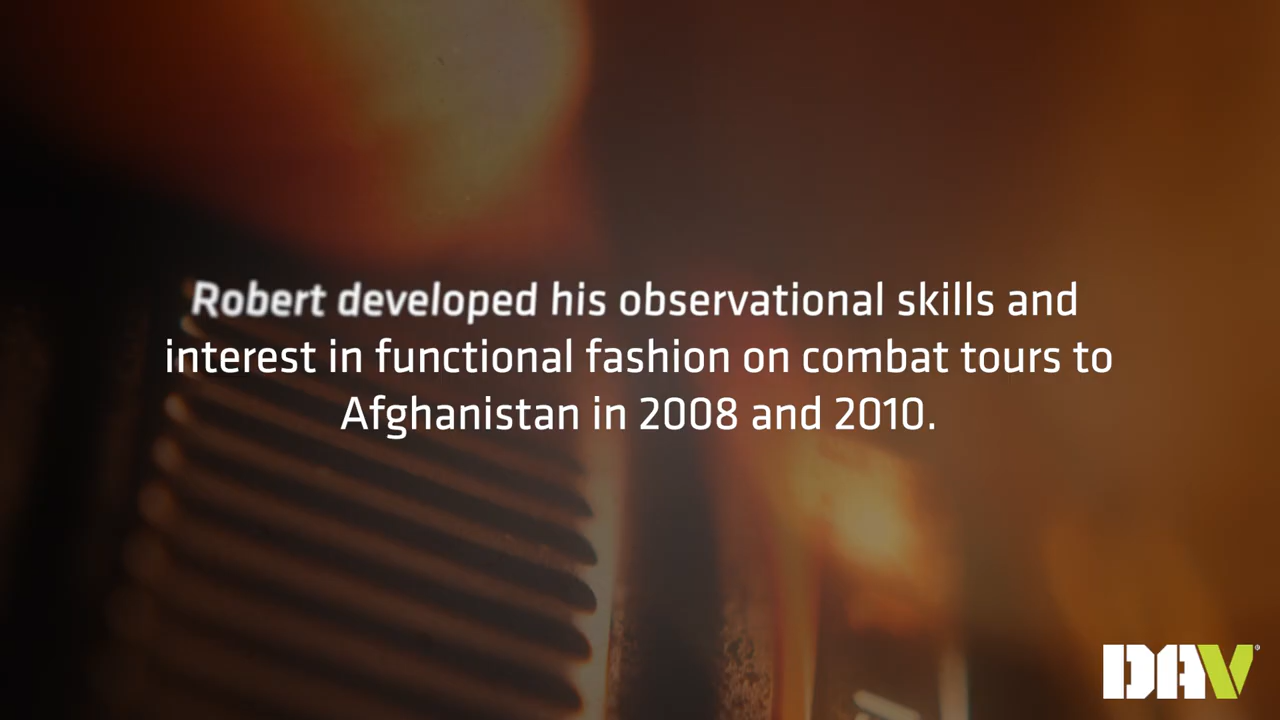 Robert developed his observational skills and
interest in functional fashion on combat tours to
Afghanistan in 2008 and 2010.
DAV®